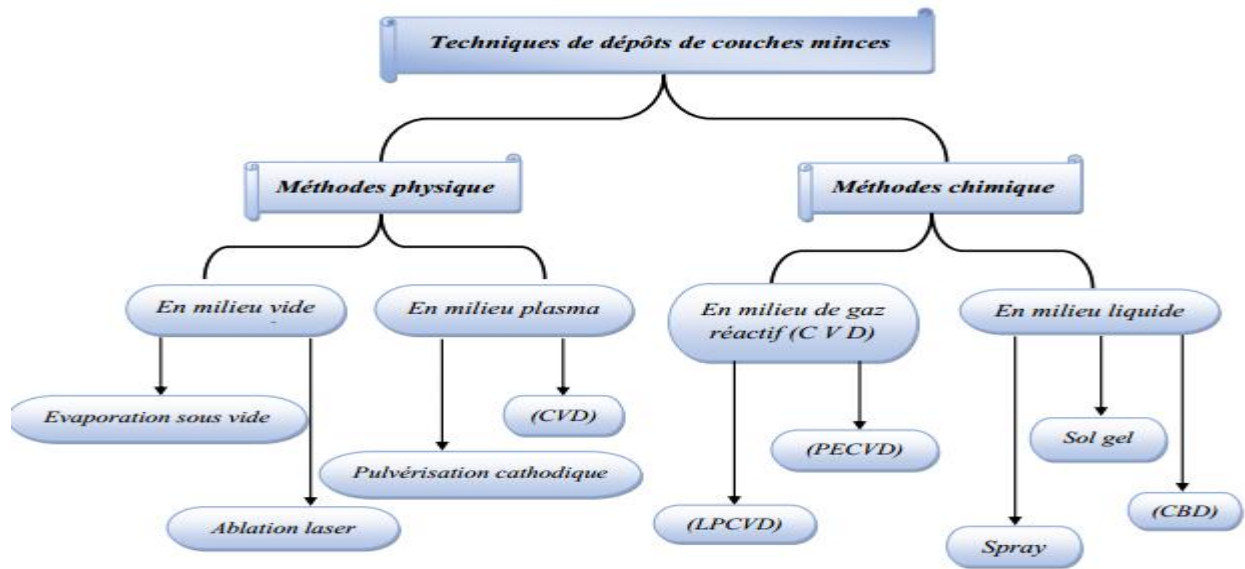 Techniques de dépôts de couches minces
Méthodes physique
Méthodes chimique
En milieu vide
En milieu plasma
En milieu de gaz
réactif (C V D)
En milieu liquide
Evaporation sous vide
(CVD)
Sol gel
Pulvérisation cathodique
(PECVD)
Ablation laser
(LPCVD)
Spray
(CBD)